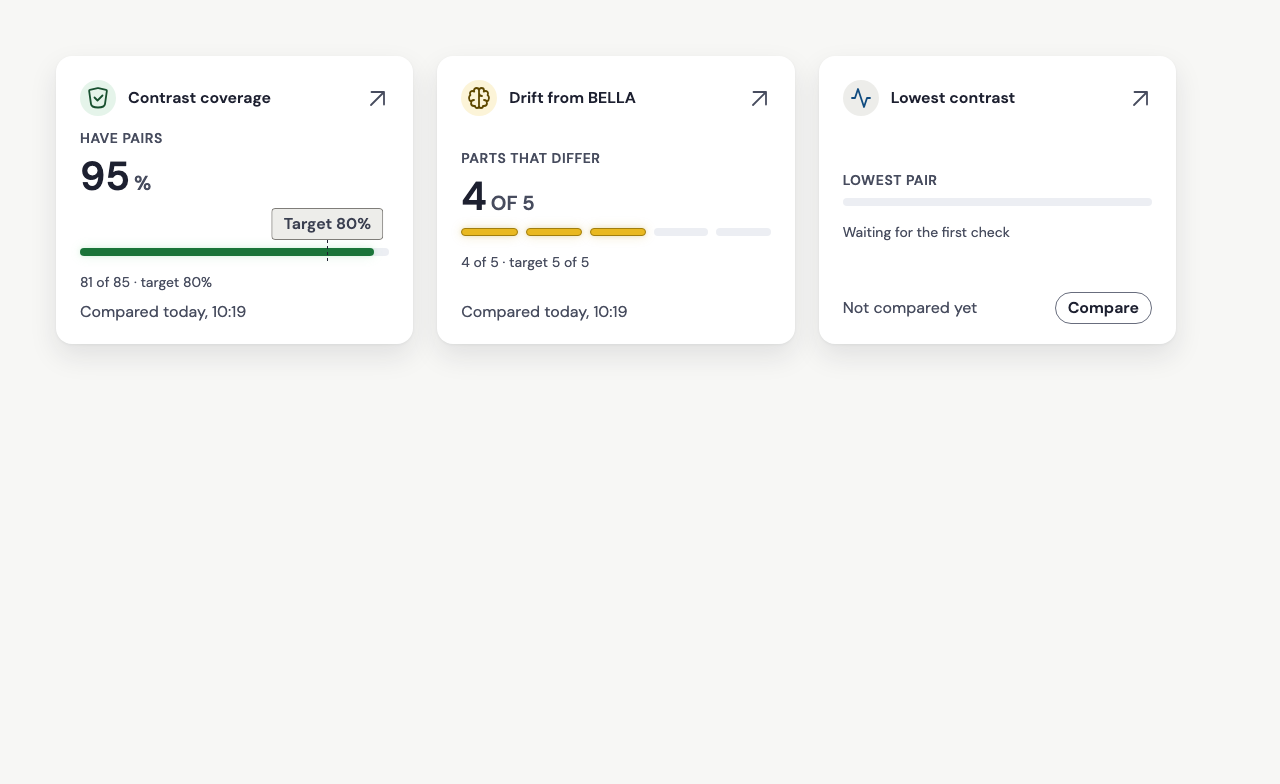 Contrast coverage
HAVE PAIRS
95 %
Target 80%
81 of 85 · target 80%
Compared today, 10:19
Drift from BELLA
PARTS THAT DIFFER
4 OF 5
4 of 5 · target 5 of 5
Compared today, 10:19
Lowest contrast
LOWEST PAIR
Waiting for the first check
Not compared yet
Compare